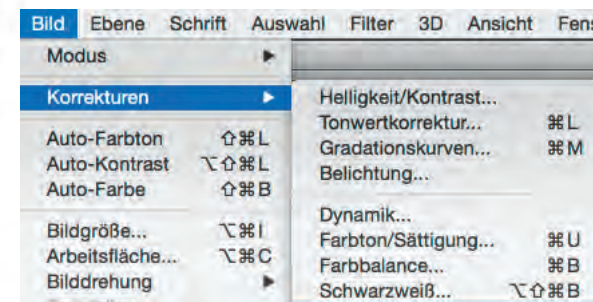 Bild Ebene Schrift Auswahl Filter 3D Ansicht Fens
Modus ▶
Korrekturen ▶
Auto-Farbton ⇧⌘L
Auto-Kontrast ⌥⇧⌘L
Auto-Farbe ⇧⌘B
Bildgröße... ⌥⌘I
Arbeitsfläche... ⌥⌘C
Bilddrehung ▶
Helligkeit/Kontrast...
Tonwertkorrektur... ⌘L
Gradationskurven... ⌘M
Belichtung...
Dynamik...
Farbton/Sättigung... ⌘U
Farbbalance... ⌘B
Schwarzweiß... ⌥⇧⌘B